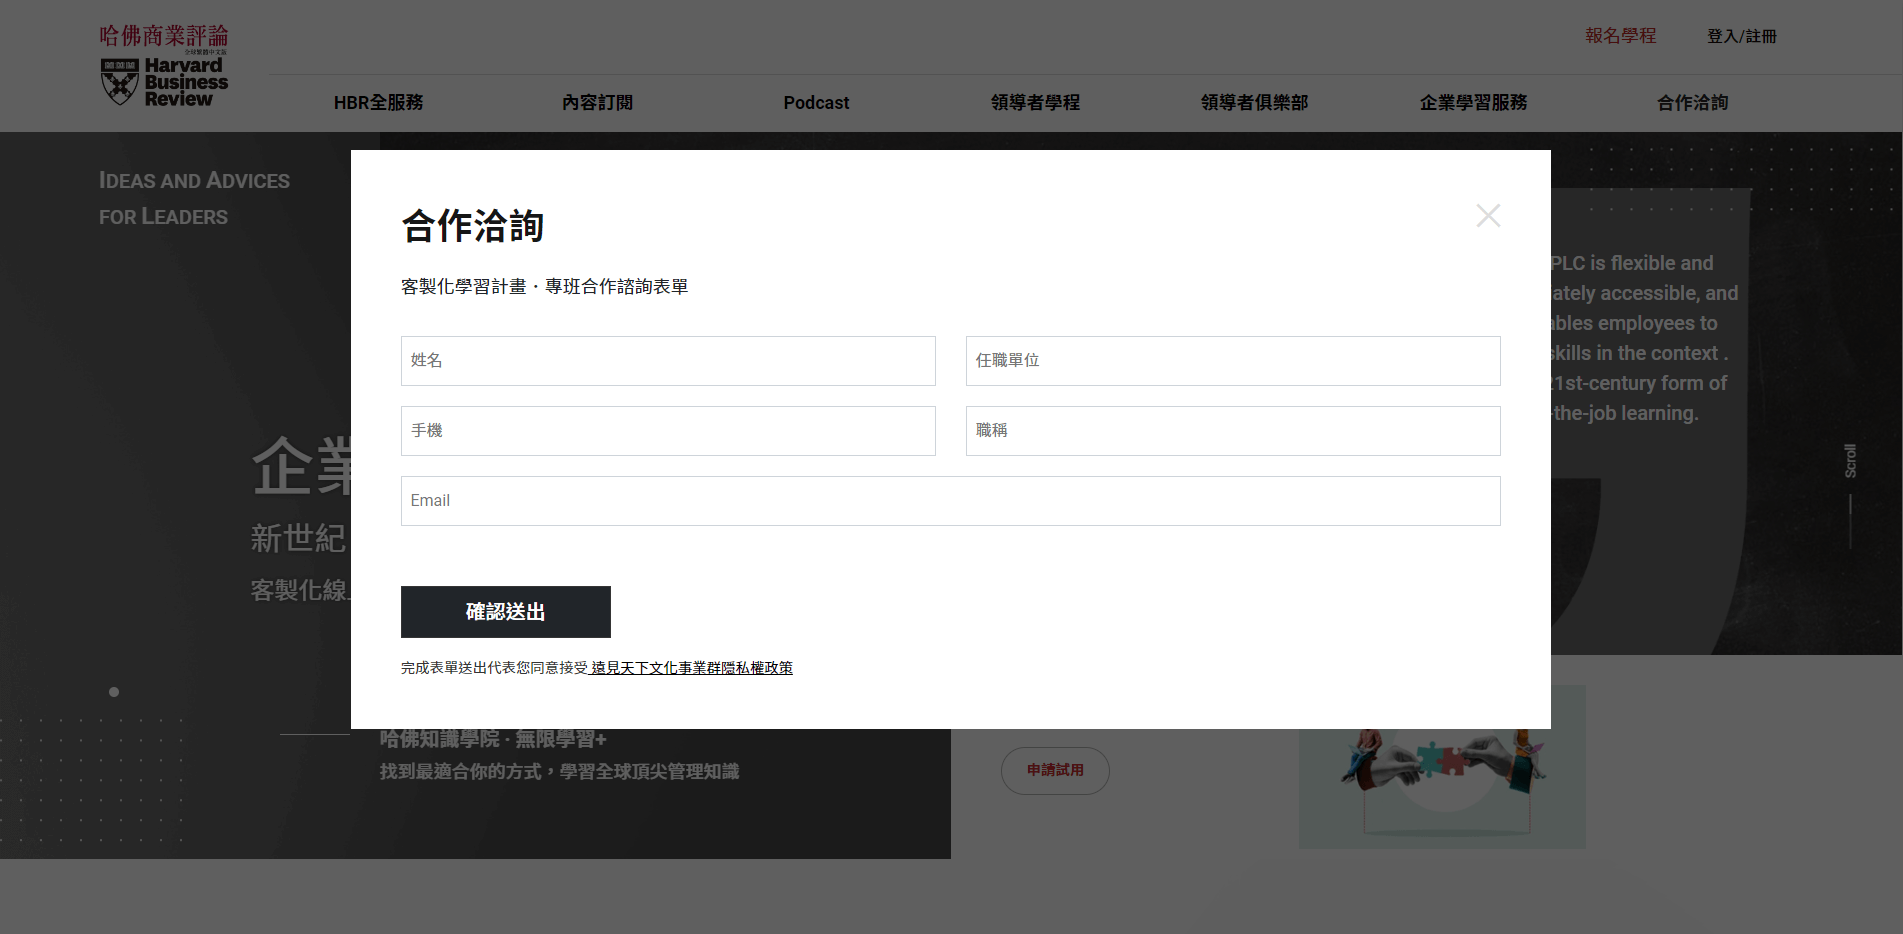 哈佛商業評論
全球繁體中文版
Harvard
Business
Review
報名學程
登入/註冊
HBR全服務
內容訂閱
Podcast
領導者學程
領導者俱樂部
企業學習服務
合作洽詢
IDEAS AND ADVICES
FOR LEADERS
合作洽詢
客製化學習計畫・專班合作諮詢表單
姓名
任職單位
手機
職稱
Email
確認送出
完成表單送出代表您同意接受 遠見天下文化事業群隱私權政策
PLC is flexible and
iately accessible, and
ables employees to
skills in the context .
21st-century form of
-the-job learning.
Scroll
企業
新世紀
客製化線
哈佛知識學院 · 無限學習+
找到最適合你的方式，學習全球頂尖管理知識
申請試用